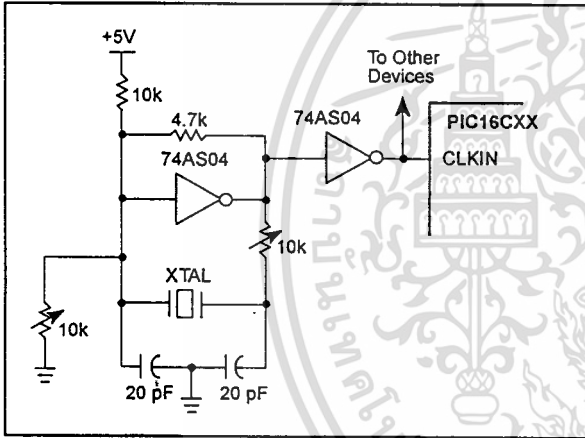 +5V
10k
4.7k
74AS04
74AS04
To Other
Devices
PIC16CXX
CLKIN
10k
XTAL
10k
20 pF
20 pF